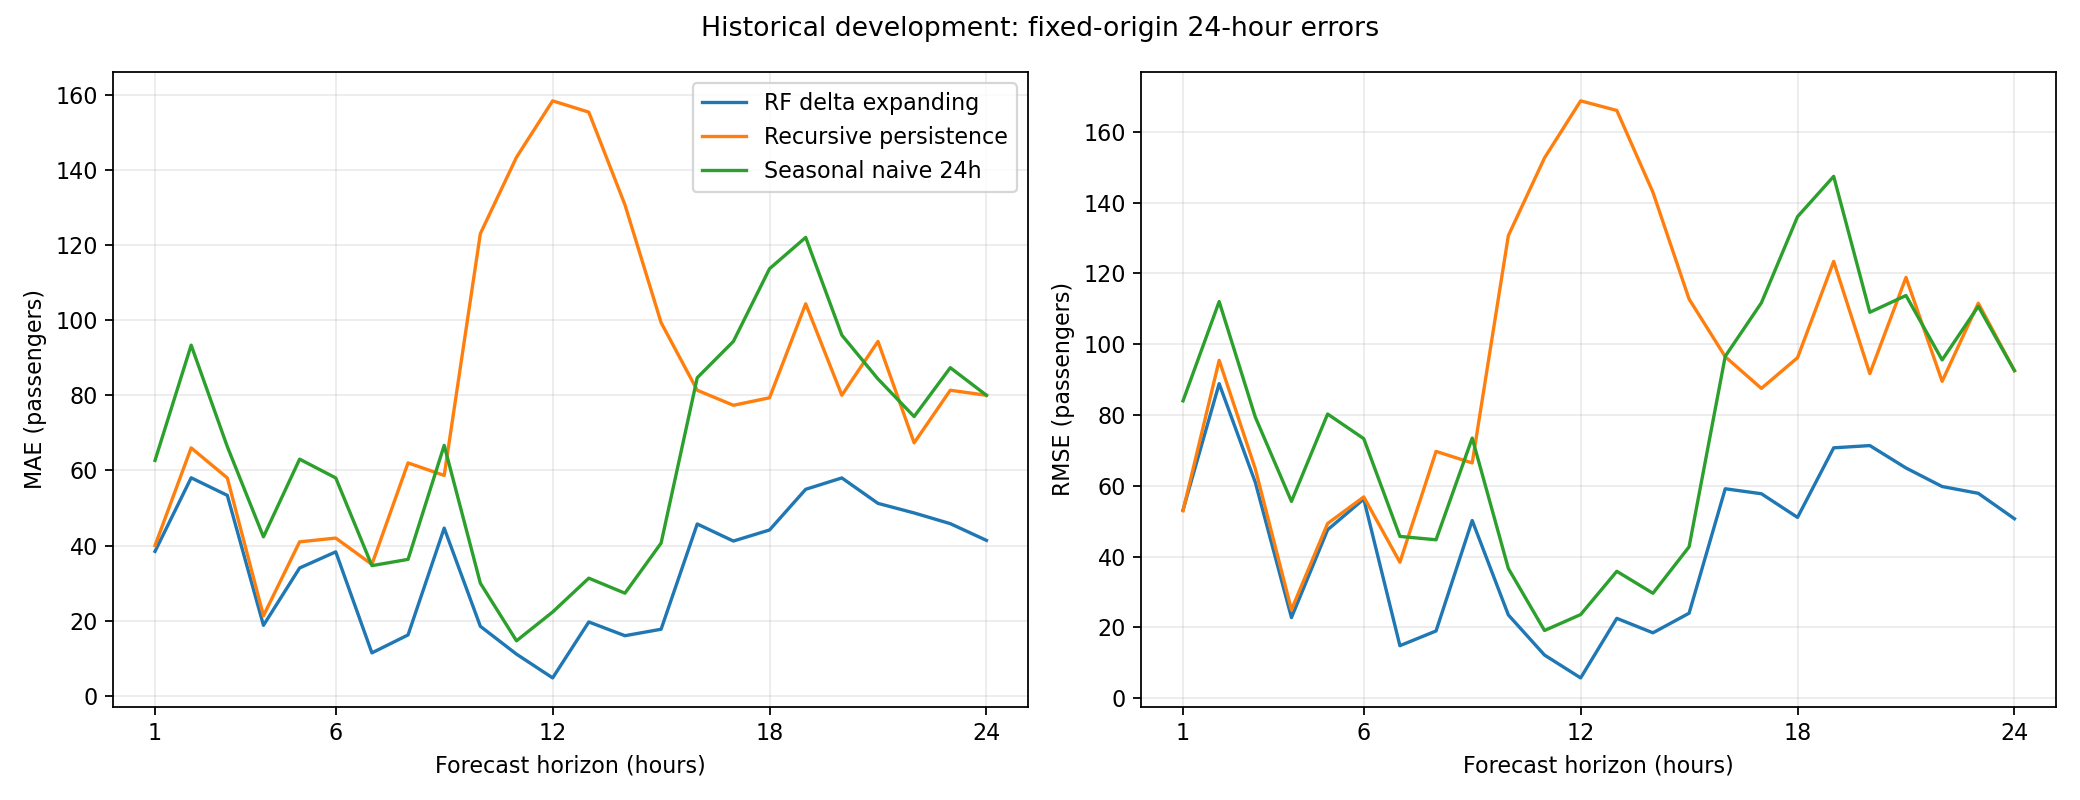 Historical development: fixed-origin 24-hour errors
160
140
120
100
80
60
40
20
0
MAE (passengers)
1 6 12 18 24
Forecast horizon (hours)
RF delta expanding
Recursive persistence
Seasonal naive 24h
160
140
120
100
80
60
40
20
0
RMSE (passengers)
1 6 12 18 24
Forecast horizon (hours)